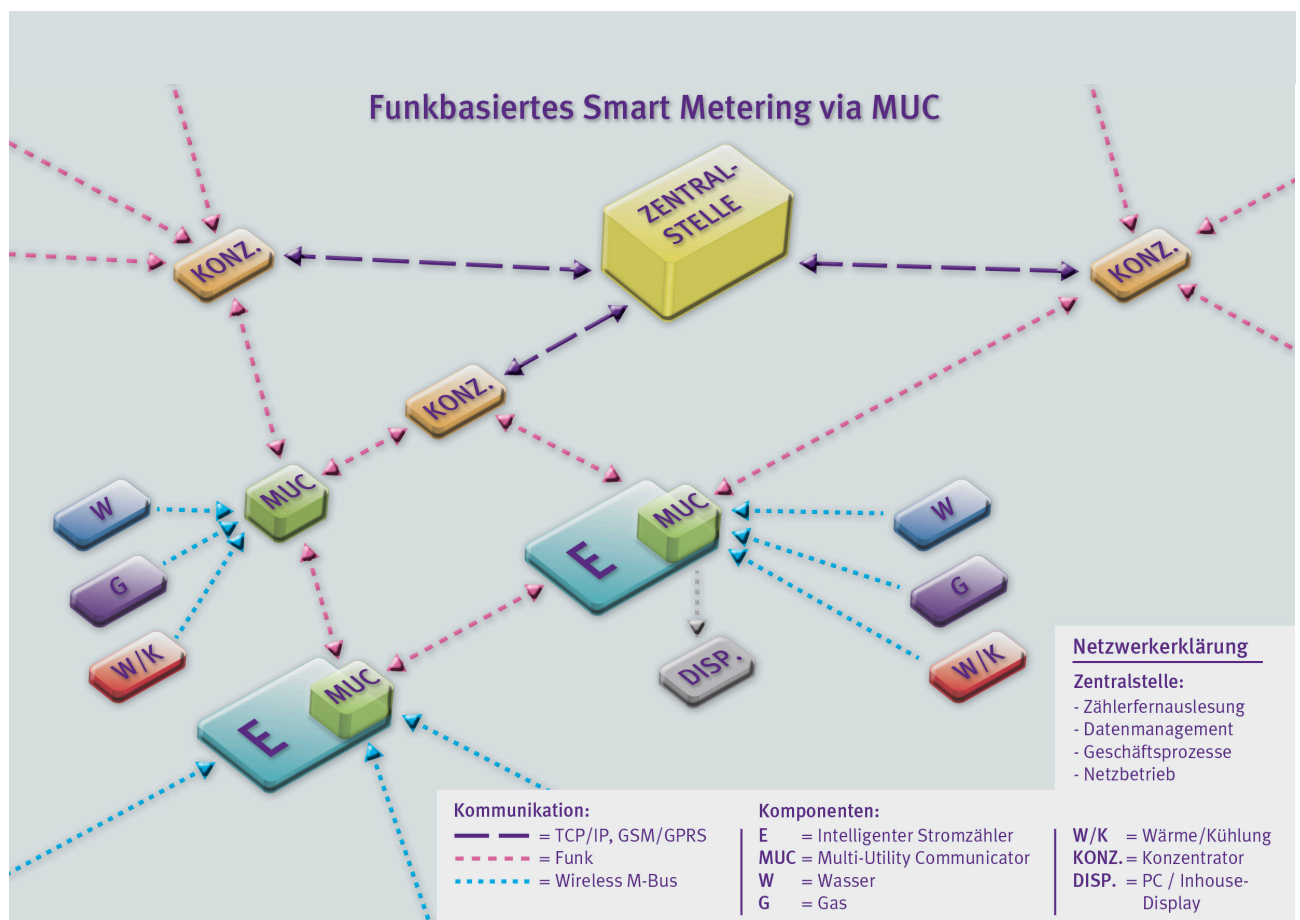 Funkbasiertes Smart Metering via MUC
ZENTRAL-
STELLE
KONZ.
KONZ.
KONZ.
MUC
W
G
W/K
MUC
E
W
G
W/K
DISP.
MUC
E
Netzwerkerklärung
Zentralstelle:
- Zählerfernauslesung
- Datenmanagement
- Geschäftsprozesse
- Netzbetrieb
Kommunikation:
= TCP/IP, GSM/GPRS
= Funk
= Wireless M-Bus
Komponenten:
E = Intelligenter Stromzähler
MUC = Multi-Utility Communicator
W = Wasser
G = Gas
W/K = Wärme/Kühlung
KONZ. = Konzentrator
DISP. = PC / Inhouse-
Display